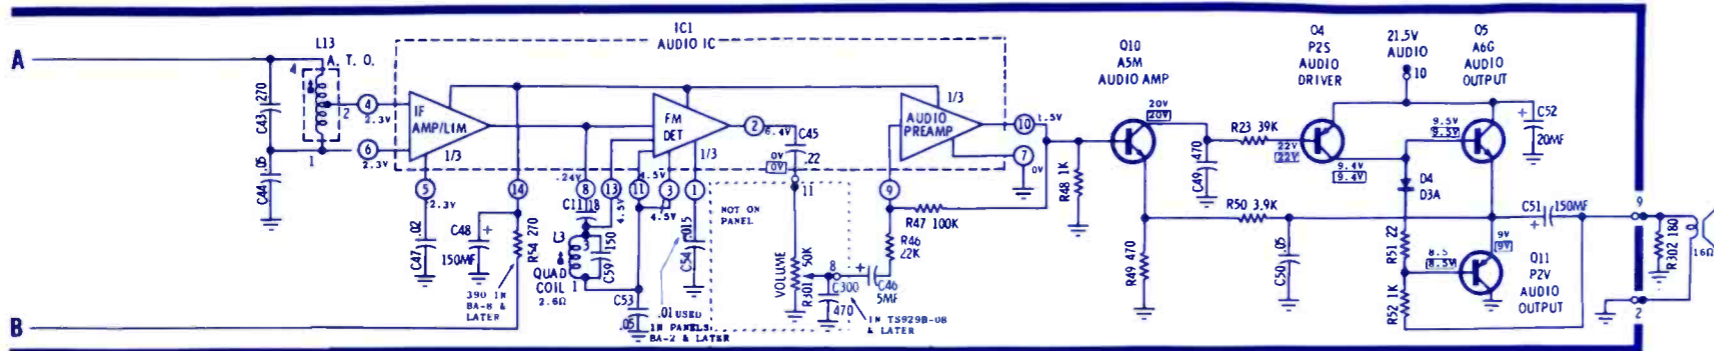 A
L13
A. T. O.
4
2
1
C43 270
C44 .05
4
2.3V
6
2.3V
IC1
AUDIO IC
IF
AMP/LIM
1/3
5
2.3V
C47 .02
14
C48
+
150MF
R54 270
390 IN
BA-8 &
LATER
FM
DET
1/3
2
6.4V
C45
.22
0V
0V
11
8
.24V
C11 18
13
4.5V
11
4.5V
3
4.5V
1
C3
3
C59 150
QUAD
COIL
1
2.6Ω
C53
.05
C54 .015
.01 USED
IN PANELS
BA-2 & LATER
NOT ON
PANEL
VOLUME
R301 50K
8
C300
470
+
C46
5MF
IN TS929B-08
& LATER
AUDIO
PREAMP
1/3
10
1.5V
7
0V
9
R47 100K
R46
22K
R48 1K
Q10
A5M
AUDIO AMP
20V
20V
C49 470
R23 39K
R49 470
R50 3.9K
C50 .05
Q4
P2S
AUDIO
DRIVER
22V
22V
9.4V
9.4V
21.5V
AUDIO
10
Q5
A6G
AUDIO
OUTPUT
9.5V
9.5V
+
C52
20MF
D4
D3A
R51 22
R52 1K
8.5
8.5V
9V
9V
Q11
P2V
AUDIO
OUTPUT
C51
150MF
+
9
R302 180
16Ω
2
B